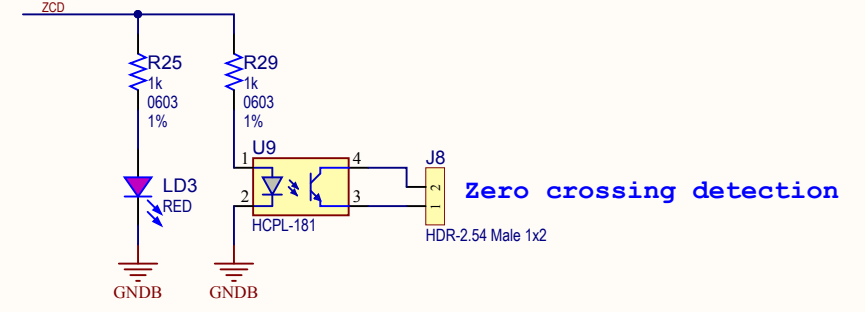 ZCD
R25
1k
0603
1%
R29
1k
0603
1%
LD3
RED
U9
1
2
4
3
HCPL-181
J8
2
1
HDR-2.54 Male 1x2
Zero crossing detection
GNDB
GNDB